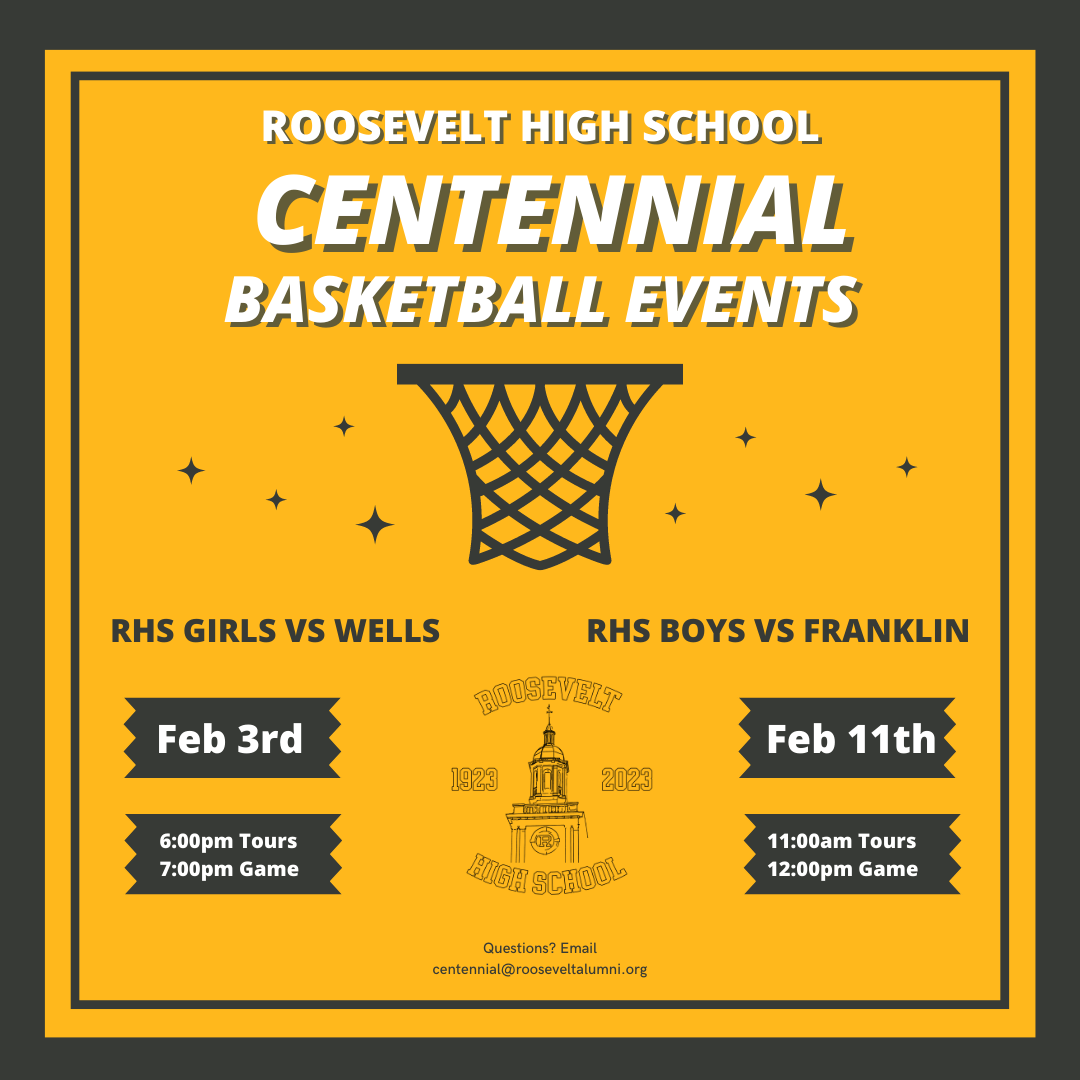 ROOSEVELT HIGH SCHOOL
CENTENNIAL
BASKETBALL EVENTS
RHS GIRLS VS WELLS
Feb 3rd
6:00pm Tours
7:00pm Game
RHS BOYS VS FRANKLIN
Feb 11th
11:00am Tours
12:00pm Game
ROOSEVELT
1923 2023
R
HIGH SCHOOL
Questions? Email
centennial@rooseveltalumni.org